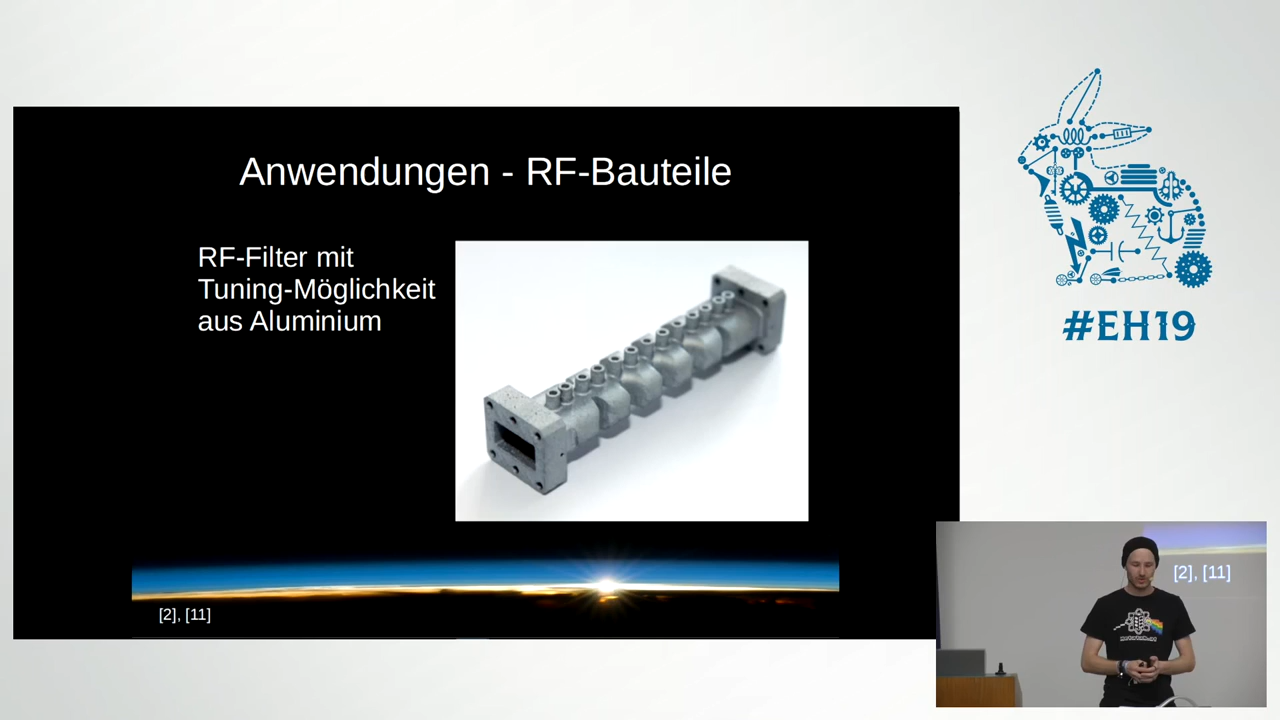 Anwendungen - RF-Bauteile
RF-Filter mit
Tuning-Möglichkeit
aus Aluminium
[2], [11]
#EH19
[2], [11]